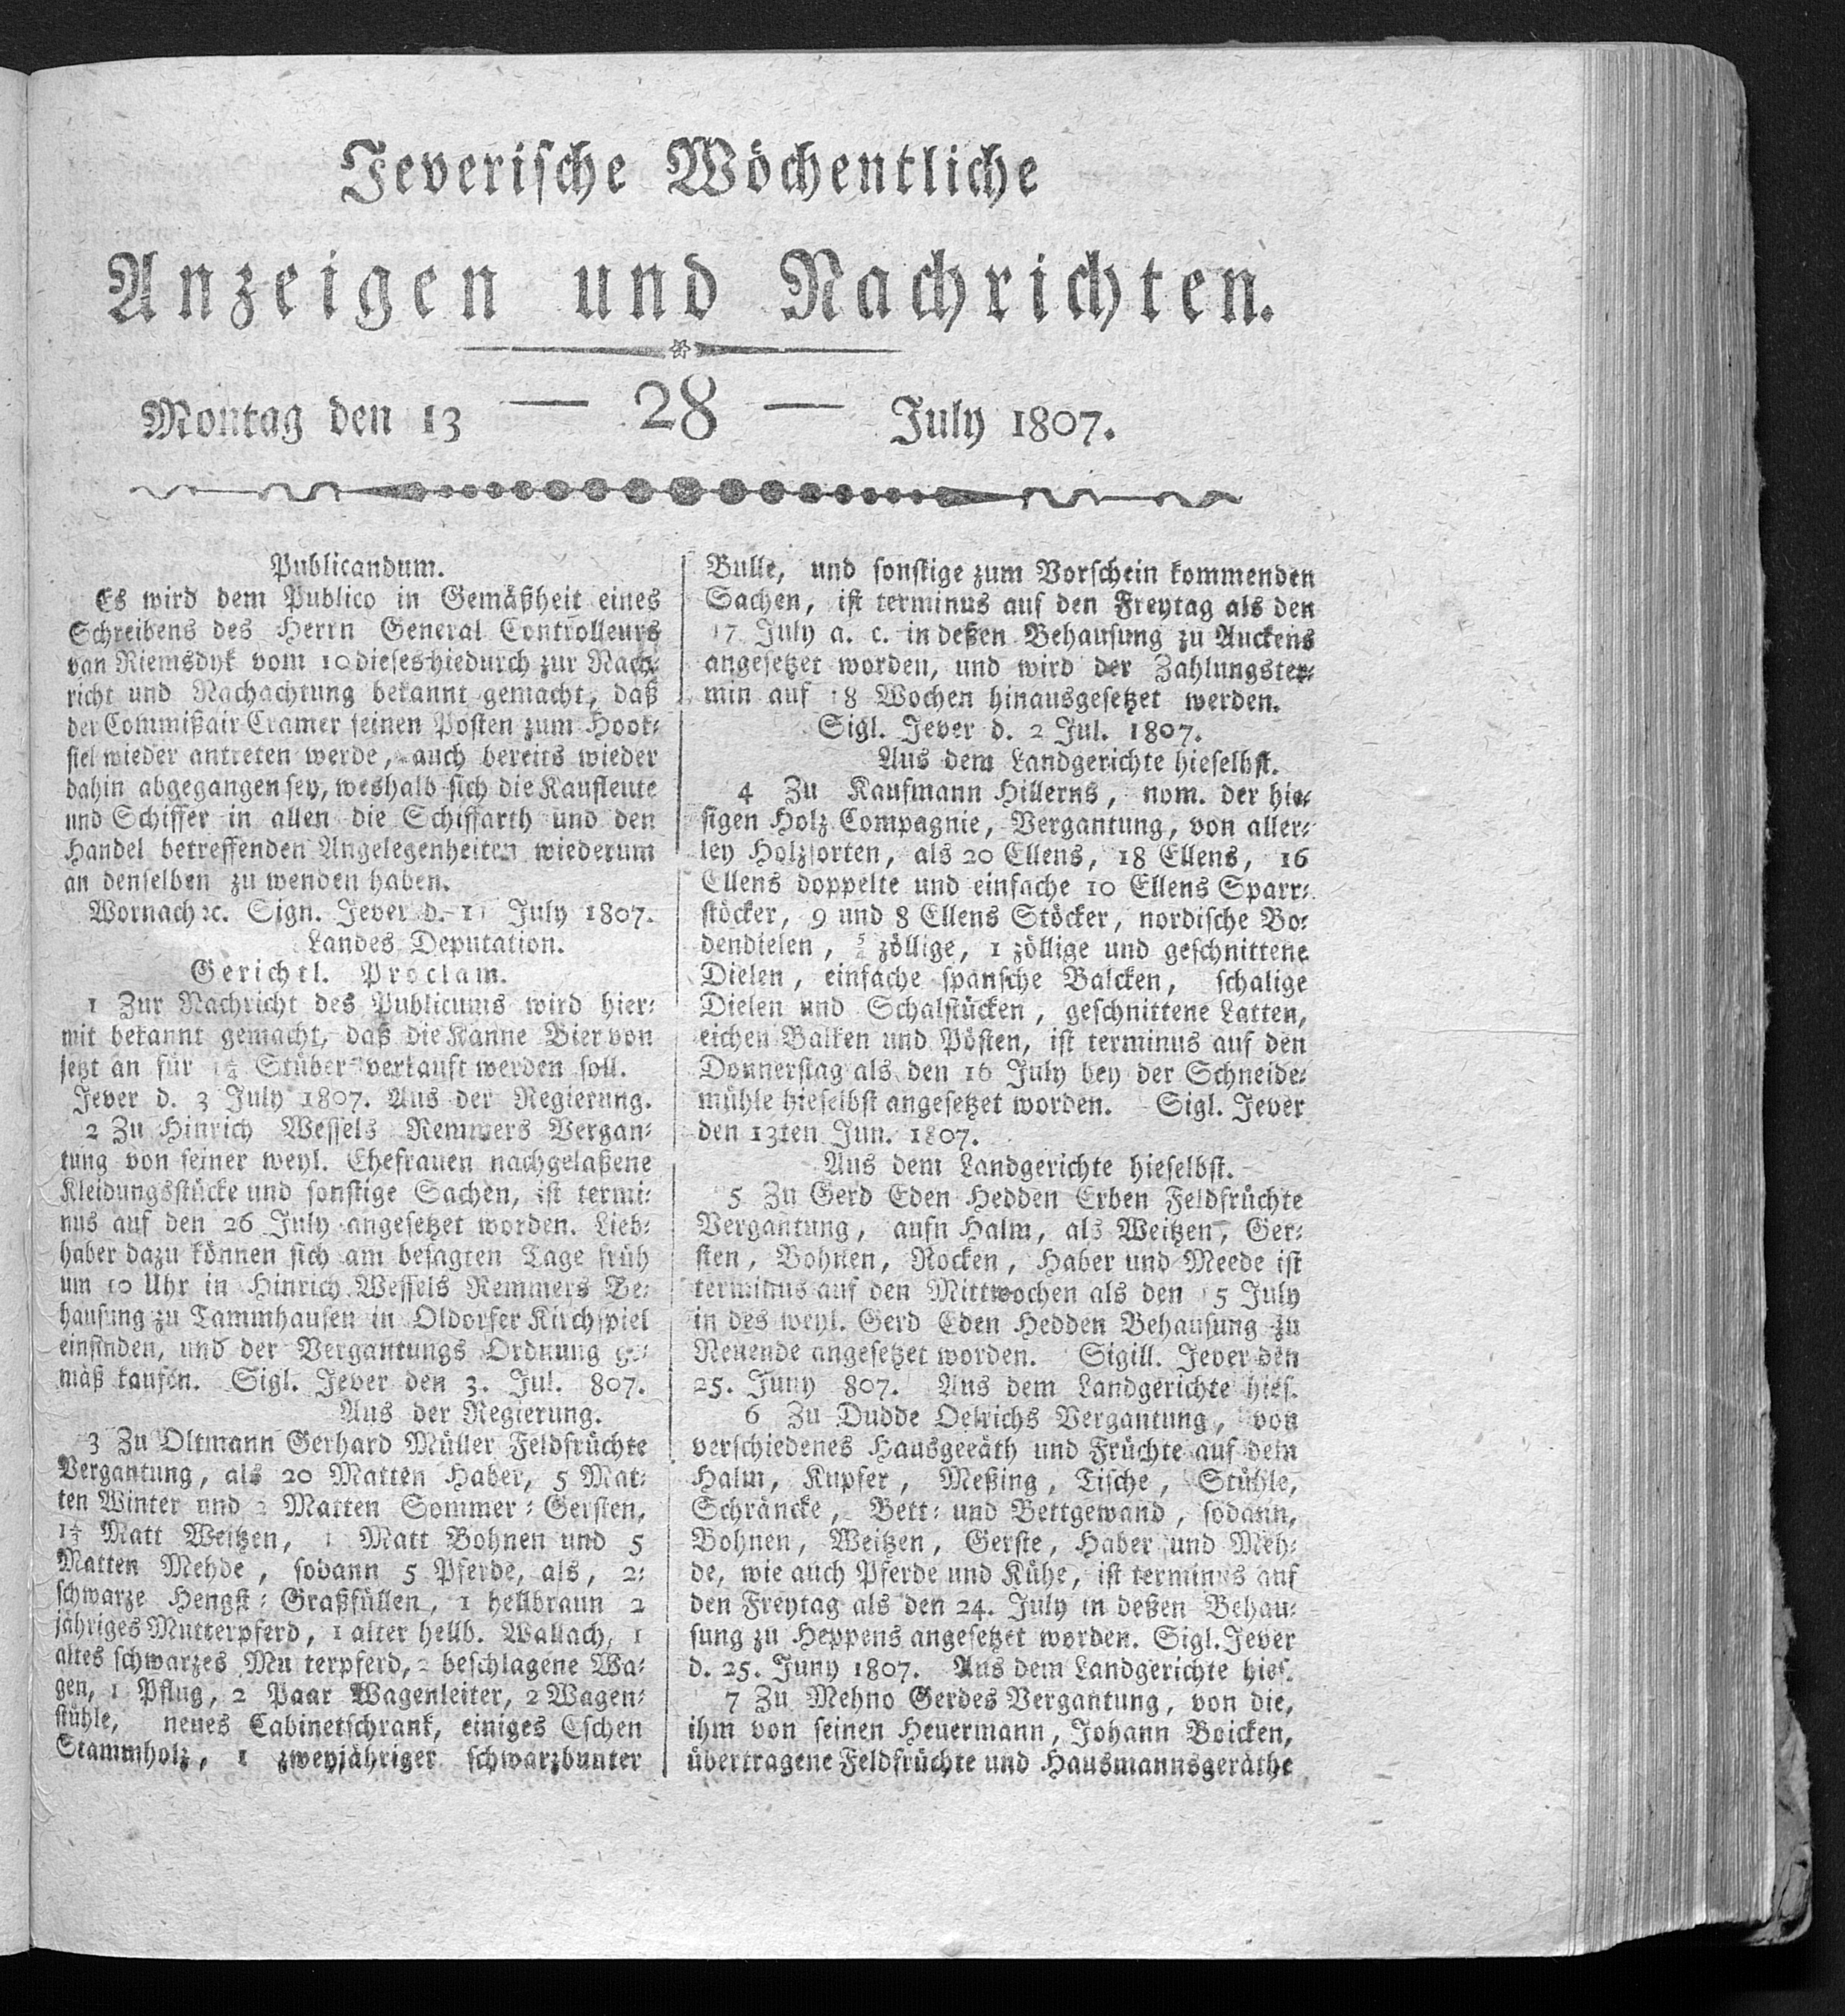 Jeverische Wöchentliche
Anzeigen und Nachrichten.
Montag den 13 — 28 — July 1807.
Publicandum.
Es wird dem Publico in Gemäßheit eines
Schreibens des Herrn General Controlleurs
van Riemsdyk vom 10 dieses hiedurch zur Nach-
richt und Nachachtung bekannt gemacht, daß
der Commißair Cramer seinen Posten zum Hook-
siel wieder antreten werde, auch bereits wieder
dahin abgegangen sey, weshalb sich die Kaufleute
und Schiffer in allen die Schiffarth und den
Handel betreffenden Angelegenheiten wiederum
an denselben zu wenden haben.
Wornach ꝛc. Sign. Jever d. 11 July 1807.
Landes Deputation.
Gerichtl. Proclam.
1 Zur Nachricht des Publicums wird hier-
mit bekannt gemacht, daß die Kanne Bier von
jetzt an für Stüber verkauft werden soll.
Jever d. 3 July 1807. Aus der Regierung.
2 Zu Hinrich Wessels Remmers Vergan-
tung von seiner weyl. Ehefrauen nachgelaßene
Kleidungsstücke und sonstige Sachen, ist termi-
nus auf den 26 July angesetzet worden. Lieb-
haber dazu können sich am besagten Tage früh
um 10 Uhr in Hinrich Wessels Remmers Be-
hausung zu Tammhausen in Oldorfer Kirchspiel
einfinden, und der Vergantungs Ordnung ge-
mäß kaufen. Sigl. Jever den 3. Jul. 807.
Aus der Regierung.
3 Zu Oltmann Gerhard Müller Feldfrüchte
Vergantung, als 20 Matten Haber, 5 Mat-
ten Winter und 2 Matten Sommer-Gersten,
1½ Matt Weitzen, 1 Matt Bohnen und 5
Matten Mehde, sodann 5 Pferde, als, 2-
schwarze Hengst-Graßfüllen, 1 hellbraun 2
jähriges Mutterpferd, 1 alter hellb. Wallach, 1
altes schwarzes Mutterpferd, 2 beschlagene Wa-
gen, 1 Pflug, 2 Paar Wagenleiter, 2 Wagen-
stühle, neues Cabinetschrank, einiges Eschen
Stammholz, 1 zweyjähriger schwarzbunter
Bulle, und sonstige zum Vorschein kommenden
Sachen, ist terminus auf den Freytag als den
17 July a. c. in deßen Behausung zu Auckens
angesetzet worden, und wird der Zahlungster-
min auf 18 Wochen hinausgesetzet werden.
Sigl. Jever d. 2 Jul. 1807.
Aus dem Landgerichte hieselbst.
4 Zu Kaufmann Hillerns, nom. der hie-
sigen Holz Compagnie, Vergantung, von aller-
ley Holzsorten, als 20 Ellens, 18 Ellens, 16
Ellens doppelte und einfache 10 Ellens Sparr-
stöcker, 9 und 8 Ellens Stöcker, nordische Bo-
dendielen, zöllige, 1 zöllige und geschnittene
Dielen, einfache spansche Balcken, schalige
Dielen und Schalstücken, geschnittene Latten,
eichen Balken und Pösten, ist terminus auf den
Donnerstag als den 16 July bey der Schneide-
mühle hieselbst angesetzet worden. Sigl. Jever
den 13ten Jun. 1807.
Aus dem Landgerichte hieselbst.
5 Zu Gerd Eden Hedden Erben Feldfrüchte
Vergantung, aufn Halm, als Weitzen, Ger-
sten, Bohnen, Rocken, Haber und Meede ist
terminus auf den Mittwochen als den 15 July
in des weyl. Gerd Eden Hedden Behausung zu
Neuende angesetzet worden. Sigill. Jever den
25. Juny 807. Aus dem Landgerichte hies.
6 Zu Dudde Oelrichs Vergantung, von
verschiedenes Hausgeräth und Früchte auf dem
Halm, Kupfer, Meßing, Tische, Stühle,
Schräncke, Bett- und Bettgewand, sodann,
Bohnen, Weitzen, Gerste, Haber und Meh-
de, wie auch Pferde und Kühe, ist terminus auf
den Freytag als den 24. July in deßen Behau-
sung zu Heppens angesetzet worden. Sigl. Jever
d. 25. Juny 1807. Aus dem Landgerichte hies.
7 Zu Mehno Gerdes Vergantung, von die,
ihm von seinen Heuermann, Johann Boicken,
übertragene Feldfrüchte und Hausmannsgeräthe